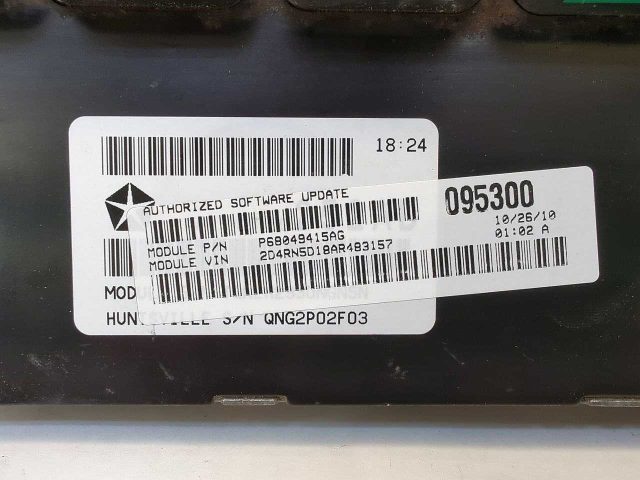 18:24
AUTHORIZED SOFTWARE UPDATE
095300
MODULE P/N P68049415AG
10/26/10
MODULE VIN 2D4RN5D18AR483157
01:02 A
HUNTSVILLE S/N QNG2P02F03